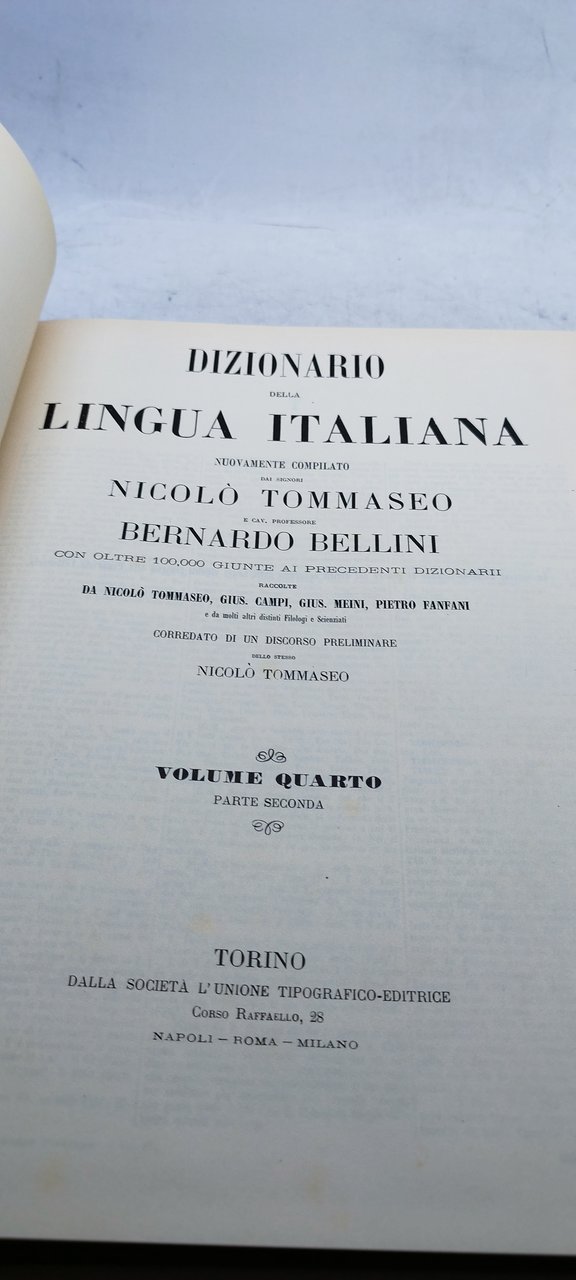 DIZIONARIO
DELLA
LINGUA ITALIANA
NUOVAMENTE COMPILATO
DAI SIGNORI
NICOLÒ TOMMASEO
E CAV. PROFESSORE
BERNARDO BELLINI
CON OLTRE 100,000 GIUNTE AI PRECEDENTI DIZIONARII
RACCOLTE
DA NICOLÒ TOMMASEO, GIUS. CAMPI, GIUS. MEINI, PIETRO FANFANI
e da molti altri distinti Filologi e Scienziati
CORREDATO DI UN DISCORSO PRELIMINARE
DELLO STESSO
NICOLÒ TOMMASEO
VOLUME QUARTO
PARTE SECONDA
TORINO
DALLA SOCIETÀ L'UNIONE TIPOGRAFICO-EDITRICE
CORSO RAFFAELLO, 28
NAPOLI – ROMA – MILANO